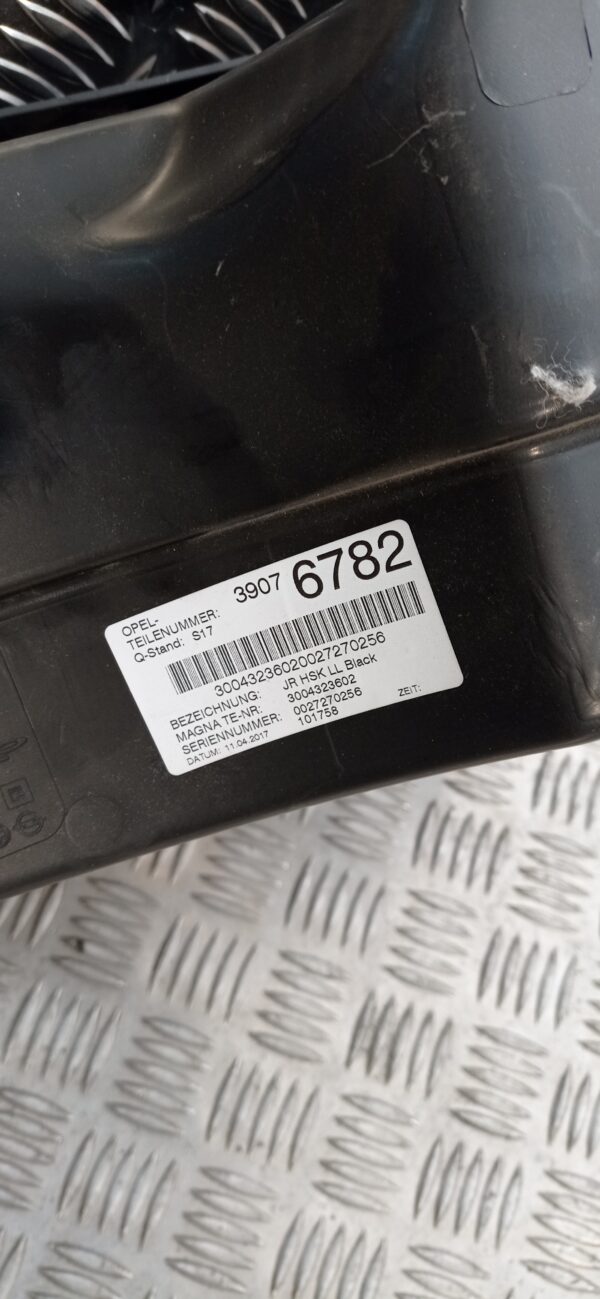 OPEL-
TEILENUMMER: 3907 6782
Q-Stand: S17
30043236020027270256
BEZEICHNUNG: JR HSK LL Black
MAGNA TE-NR: 3004323602
SERIENNUMMER: 0027270256
DATUM: 11.04.2017 101758 ZEIT: